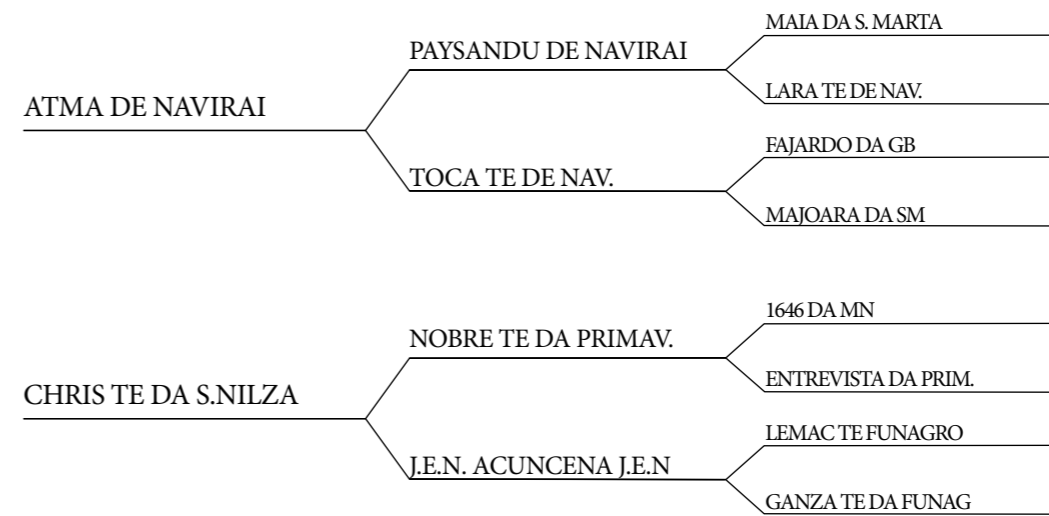 MAIA DA S. MARTA
PAYSANDU DE NAVIRAI
LARA TE DE NAV.
ATMA DE NAVIRAI
FAJARDO DA GB
TOCA TE DE NAV.
MAJOARA DA SM
1646 DA MN
NOBRE TE DA PRIMAV.
ENTREVISTA DA PRIM.
CHRIS TE DA S.NILZA
LEMAC TE FUNAGRO
J.E.N. ACUNCENA J.E.N
GANZA TE DA FUNAG